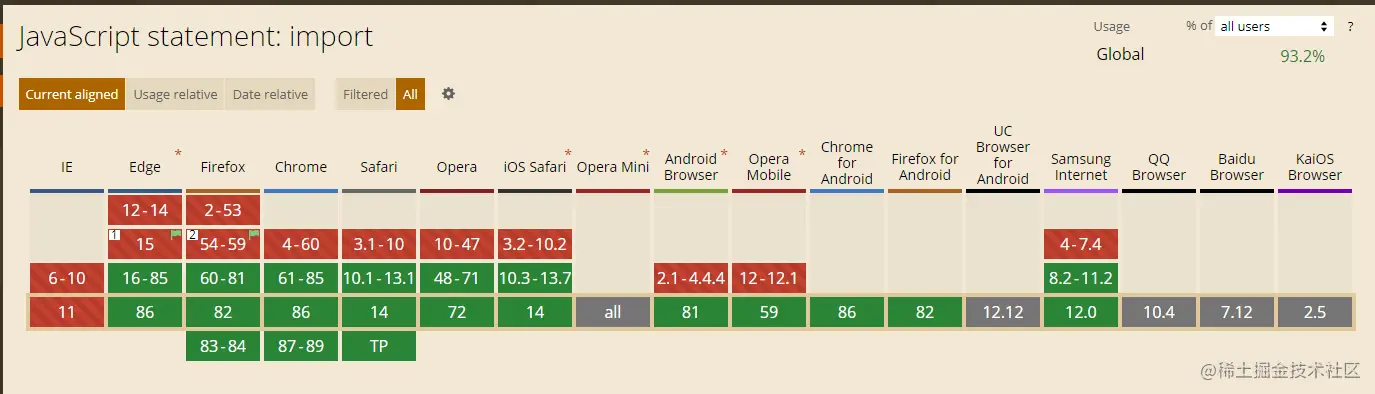 JavaScript statement: import
Usage % of all users ?
Global 93.2%
Current aligned Usage relative Date relative Filtered All
IE Edge * Firefox Chrome Safari Opera iOS Safari * Opera Mini * Android Browser * Opera Mobile * Chrome for Android Firefox for Android UC Browser for Android Samsung Internet QQ Browser Baidu Browser KaiOS Browser
12-14 2-53
1 15 2 54-59 4-60 3.1-10 10-47 3.2-10.2 4-7.4
6-10 16-85 60-81 61-85 10.1-13.1 48-71 10.3-13.7 2.1-4.4.4 12-12.1 8.2-11.2
11 86 82 86 14 72 14 all 81 59 86 82 12.12 12.0 10.4 7.12 2.5
83-84 87-89 TP
@稀土掘金技术社区